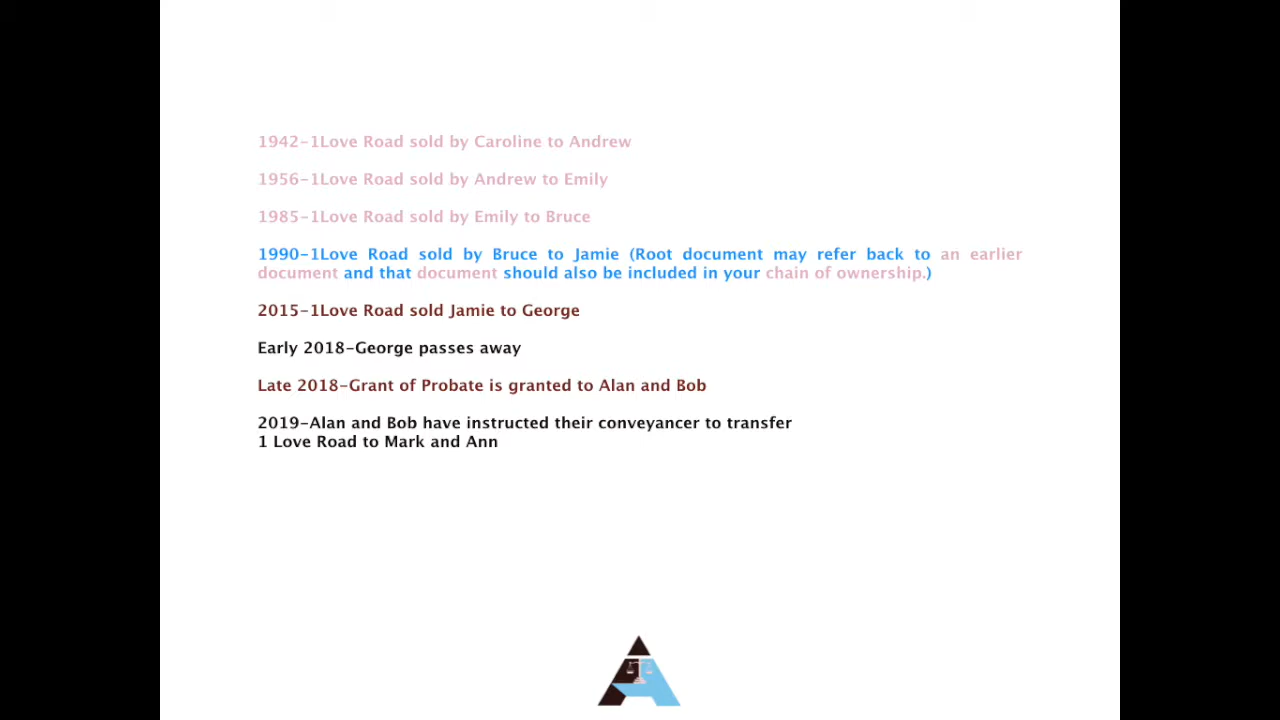 1942-1Love Road sold by Caroline to Andrew
1956-1Love Road sold by Andrew to Emily
1985-1Love Road sold by Emily to Bruce
1990-1Love Road sold by Bruce to Jamie (Root document may refer back to an earlier
document and that document should also be included in your chain of ownership.)
2015-1Love Road sold Jamie to George
Early 2018-George passes away
Late 2018-Grant of Probate is granted to Alan and Bob
2019-Alan and Bob have instructed their conveyancer to transfer
1 Love Road to Mark and Ann